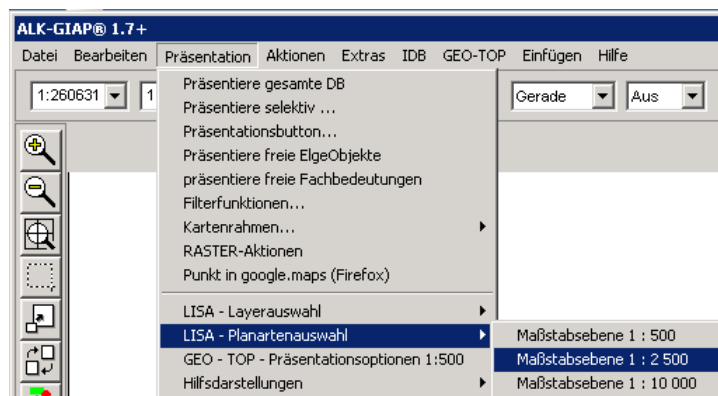 ALK-GIAP® 1.7+
Datei Bearbeiten Präsentation Aktionen Extras IDB GEO-TOP Einfügen Hilfe
1:260631 1 Gerade Aus
Präsentiere gesamte DB
Präsentiere selektiv ...
Präsentationsbutton...
Präsentiere freie ElgeObjekte
präsentiere freie Fachbedeutungen
Filterfunktionen...
Kartenrahmen...
RASTER-Aktionen
Punkt in google.maps (Firefox)
LISA - Layerauswahl
LISA - Planartenauswahl Maßstabsebene 1 : 500
GEO - TOP - Präsentationsoptionen 1:500 Maßstabsebene 1 : 2 500
Hilfsdarstellungen Maßstabsebene 1 : 10 000